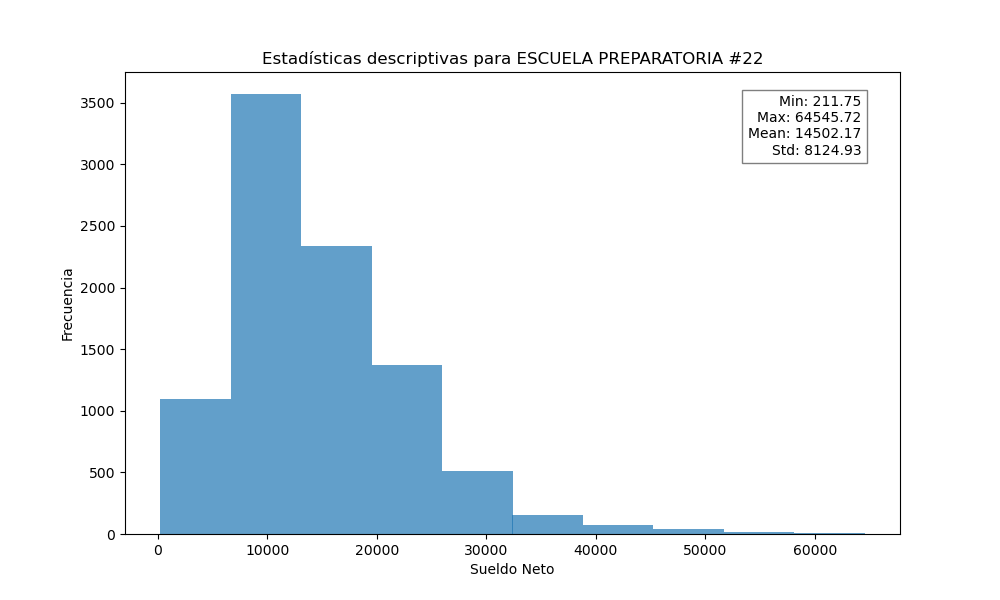 Estadísticas descriptivas para ESCUELA PREPARATORIA #22
Min: 211.75
Max: 64545.72
Mean: 14502.17
Std: 8124.93
3500
3000
2500
2000
1500
1000
500
0
Frecuencia
0 10000 20000 30000 40000 50000 60000
Sueldo Neto